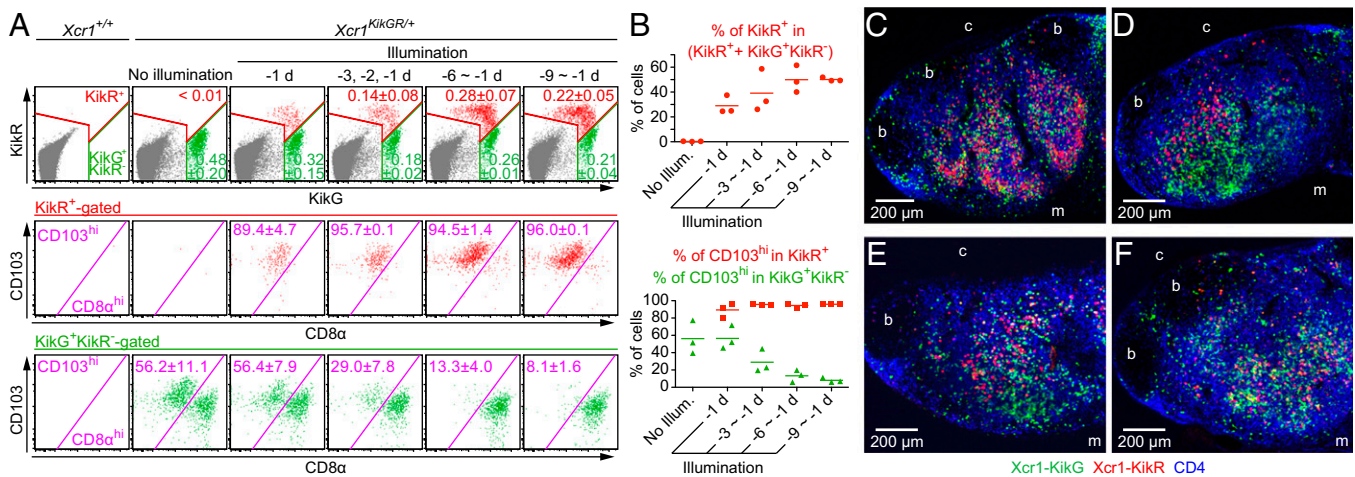 A
Xcr1+/+
Xcr1KikGR/+
Illumination
No illumination
-1 d
-3, -2, -1 d
-6 ~ -1 d
-9 ~ -1 d
KikR+
< 0.01
0.14±0.08
0.28±0.07
0.22±0.05
KikR
KikG+
KikR-
0.48
±0.20
0.32
±0.15
0.18
±0.02
0.26
±0.01
0.21
±0.04
KikG
KikR+-gated
CD103hi
89.4±4.7
95.7±0.1
94.5±1.4
96.0±0.1
CD103
CD8αhi
CD8α
KikG+KikR--gated
CD103hi
56.2±11.1
56.4±7.9
29.0±7.8
13.3±4.0
8.1±1.6
CD103
CD8αhi
CD8α
B
% of KikR+ in
(KikR++ KikG+KikR-)
% of cells
60
40
20
0
No Illum.
-1 d
-3 ~ -1 d
-6 ~ -1 d
-9 ~ -1 d
Illumination
% of CD103hi in KikR+
% of CD103hi in KikG+KikR-
% of cells
100
80
60
40
20
0
No Illum.
-1 d
-3 ~ -1 d
-6 ~ -1 d
-9 ~ -1 d
Illumination
C
c
b
b
b
m
200 µm
D
c
b
b
m
200 µm
E
c
b
m
200 µm
F
c
b
b
m
200 µm
Xcr1-KikG Xcr1-KikR CD4